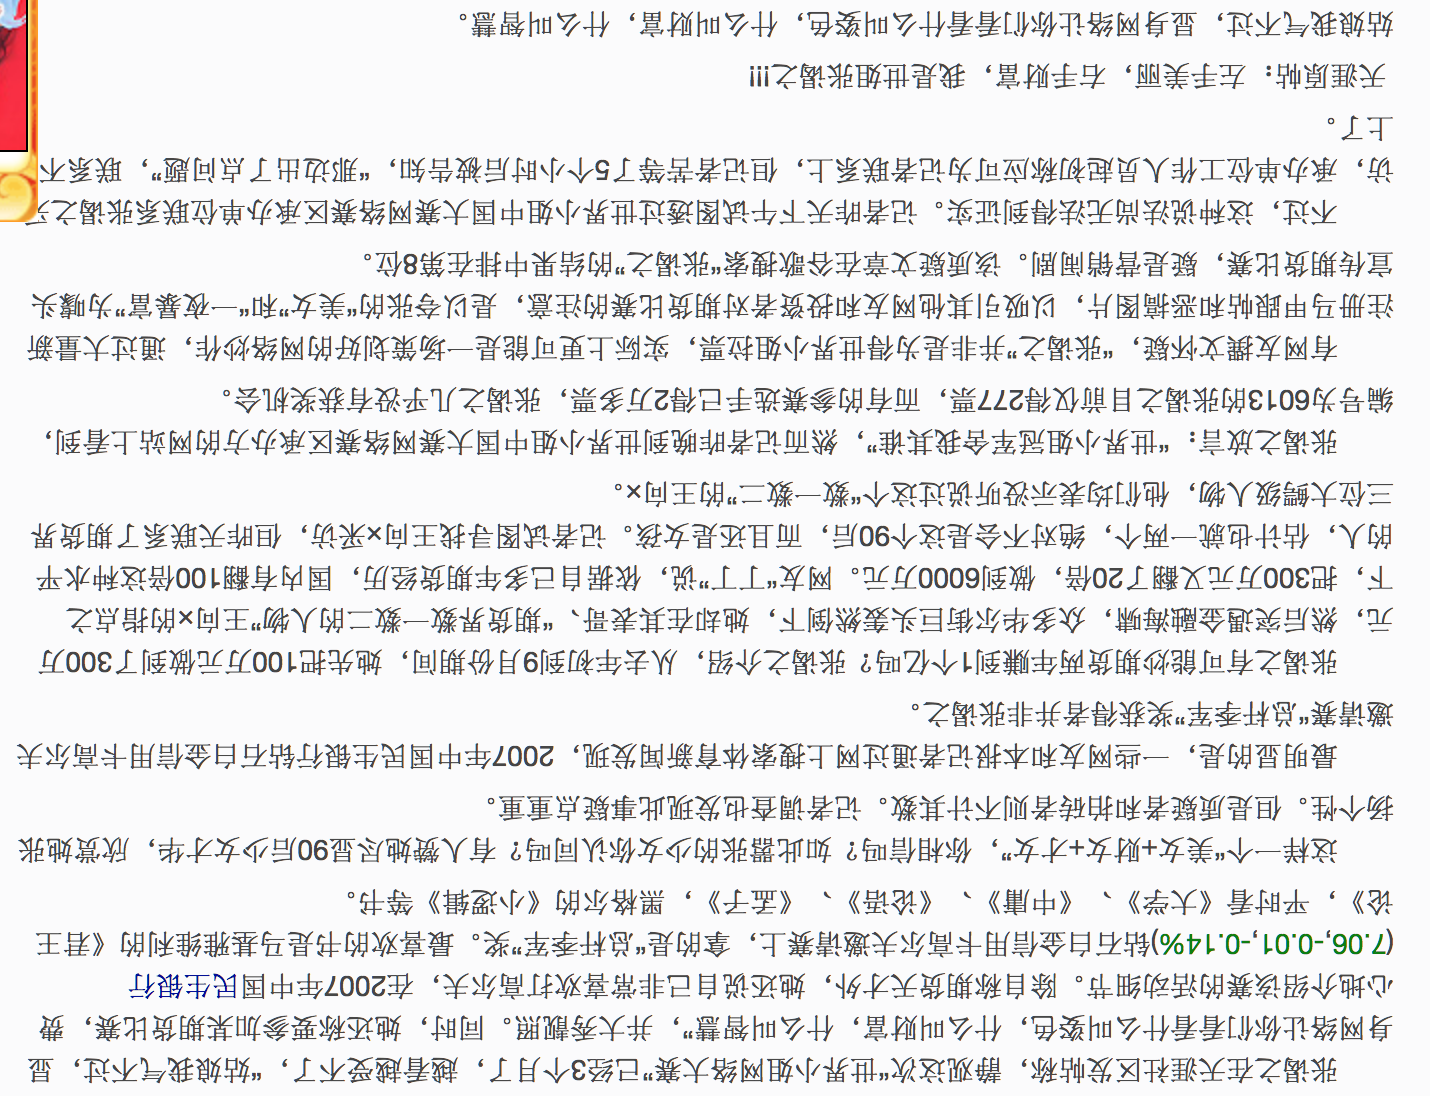 张谒之在天涯社区发帖称，静观这次“世界小姐网络大赛”已经3个月了，越看越受不了，“姑娘我气不过，显
身网络让你们看看什么叫姿色，什么叫财富，什么叫智慧”，并大秀靓照。同时，她还称要参加某期货比赛，费
心地介绍该赛的活动细节。除自称期货天才外，她还说自己非常喜欢打高尔夫，在2007年中国民生银行
(7.06,-0.01,-0.14%)钻石白金信用卡高尔夫邀请赛上，拿的是“总杆季军”奖。最喜欢的书是马基雅维利的《君王
论》，平时看《大学》、《中庸》、《论语》、《孟子》，黑格尔的《小逻辑》等书。
这样一个“美女+财女+才女”，你相信吗？如此嚣张的少女你认同吗？有人赞她尽显90后少女才华，欣赏她张
扬个性。但是质疑者和拍砖者则不计其数。记者调查也发现此事疑点重重。
最明显的是，一些网友和本报记者通过网上搜索体育新闻发现，2007年中国民生银行钻石白金信用卡高尔夫
邀请赛“总杆季军”奖获得者并非张谒之。
张谒之有可能炒期货两年赚到1个亿吗？张谒之介绍，从去年初到9月份期间，她先把100万元做到了300万
元，然后突遇金融海啸，众多华尔街巨头轰然倒下，她却在其表哥、“期货界数一数二的人物”王向×的指点之
下，把300万元又翻了20倍，做到6000万元。网友“丁丁”说，依据自己多年期货经历，国内有翻100倍这种水平
的人，估计也就一两个，绝对不会是这个90后，而且还是女孩。记者试图寻找王向×采访，但昨天联系了期货界
三位大鳄级人物，他们均表示没听说过这个“数一数二”的王向×。
张谒之放言：“世界小姐冠军舍我其谁”，然而记者昨晚到世界小姐中国大赛网络赛区承办方的网站上看到，
编号为6013的张谒之目前仅得277票，而有的参赛选手已得2万多票，张谒之几乎没有获奖机会。
有网友撰文怀疑，“张谒之”并非是为得世界小姐拉票，实际上更可能是一场策划好的网络炒作，通过大量新
注册马甲跟帖和恶搞图片，以吸引其他网友和投资者对期货比赛的注意，是以夸张的“美女”和“一夜暴富”为噱头
宣传期货比赛，疑是营销闹剧。该质疑文章在谷歌搜索“张谒之”的结果中排在第8位。
不过，这种说法尚无法得到证实。记者昨天下午试图透过世界小姐中国大赛网络赛区承办单位联系张谒之
访，承办单位工作人员起初称应可为记者联系上，但记者苦等了5个小时后被告知，“那边出了点问题”，联系不
上了。
天涯原帖：左手美丽，右手财富，我是世姐张谒之!!!
姑娘我气不过，显身网络让你们看看什么叫姿色，什么叫财富，什么叫智慧。